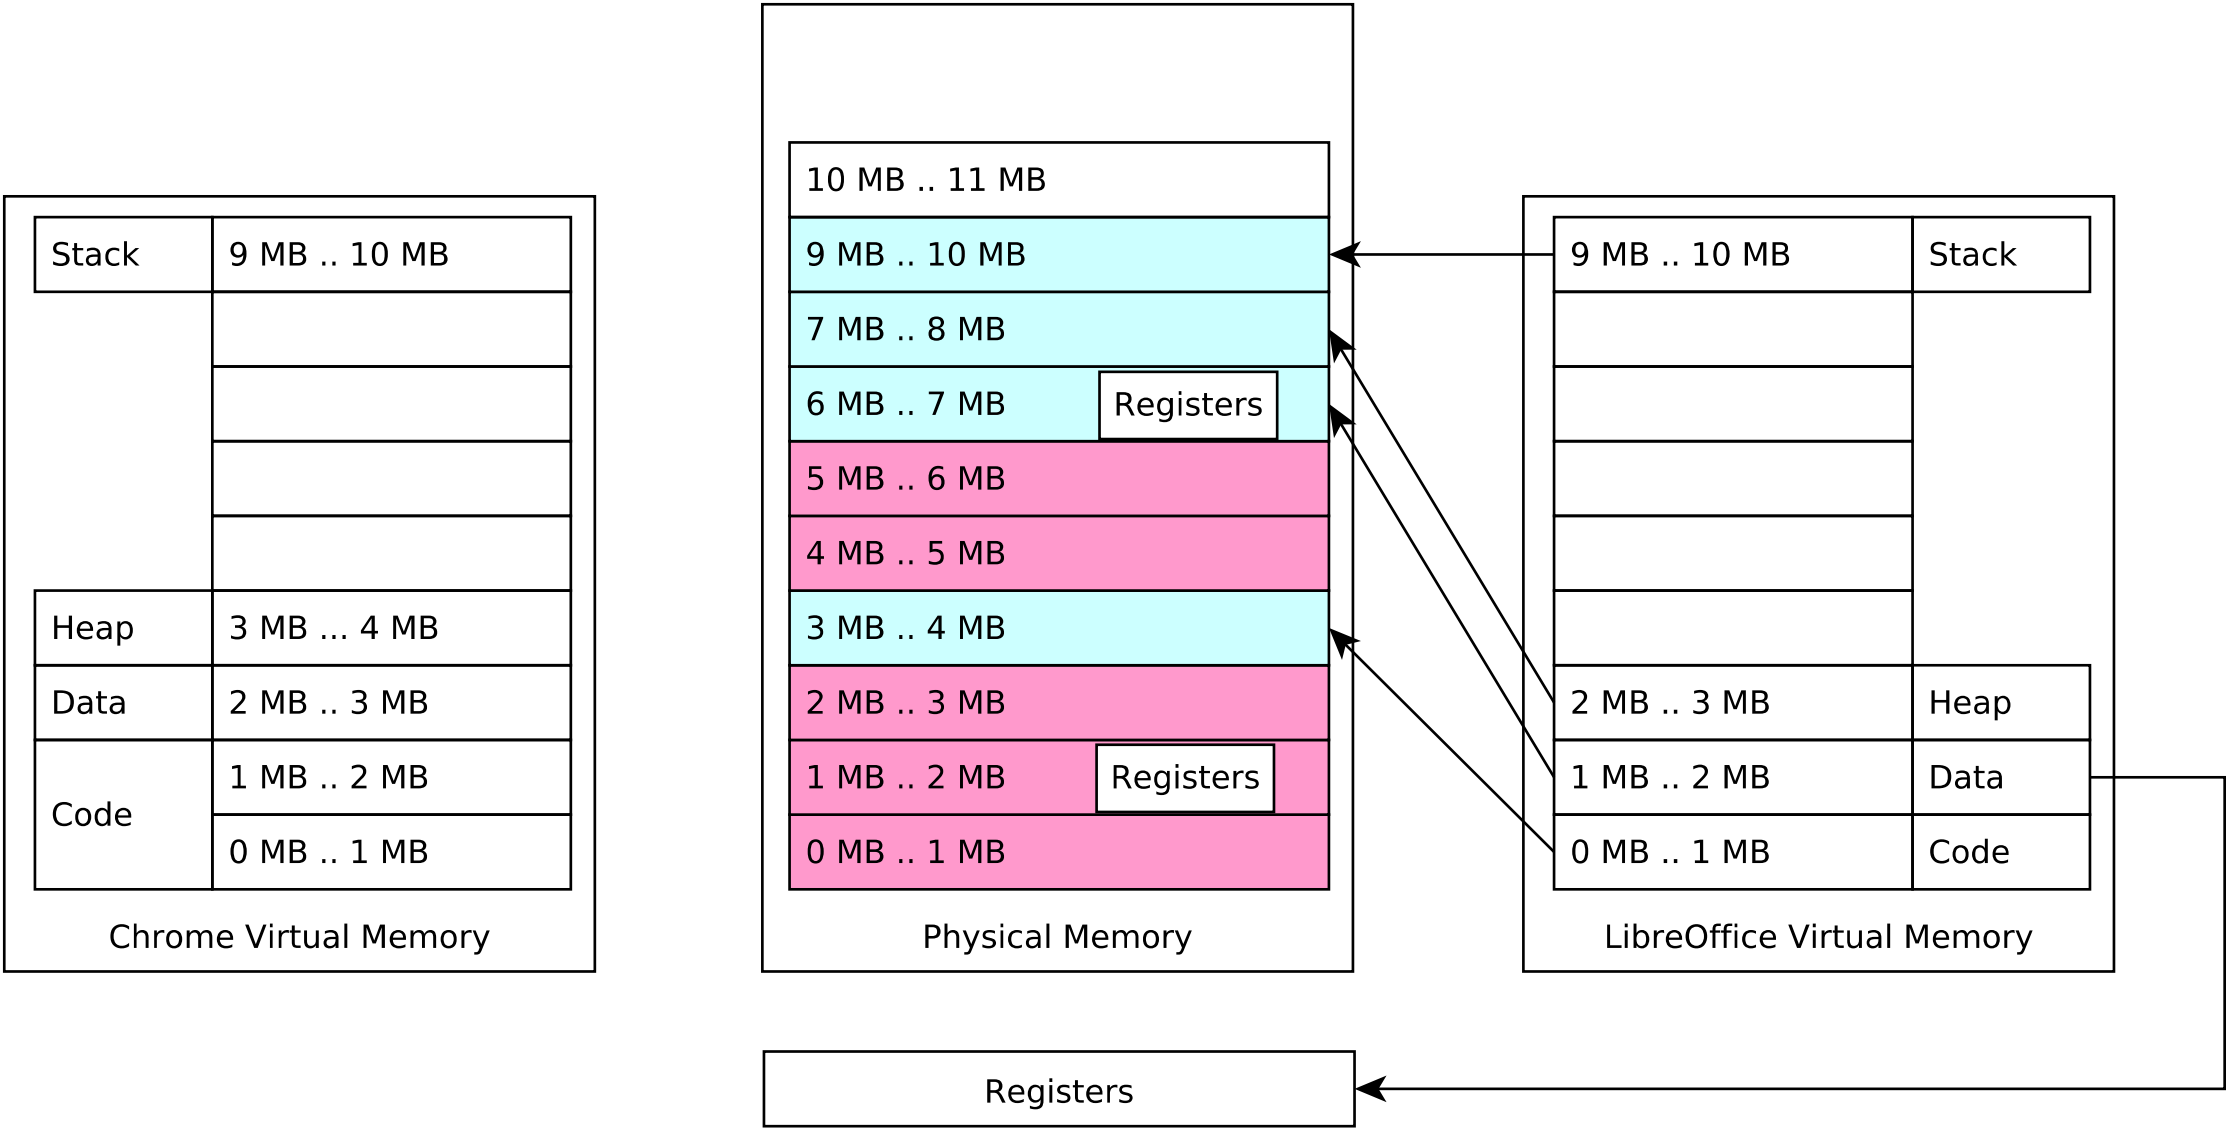 Stack
9 MB .. 10 MB
Heap
3 MB ... 4 MB
Data
2 MB .. 3 MB
Code
1 MB .. 2 MB
0 MB .. 1 MB
Chrome Virtual Memory
10 MB .. 11 MB
9 MB .. 10 MB
7 MB .. 8 MB
6 MB .. 7 MB
Registers
5 MB .. 6 MB
4 MB .. 5 MB
3 MB .. 4 MB
2 MB .. 3 MB
1 MB .. 2 MB
Registers
0 MB .. 1 MB
Physical Memory
9 MB .. 10 MB
Stack
2 MB .. 3 MB
Heap
1 MB .. 2 MB
Data
0 MB .. 1 MB
Code
LibreOffice Virtual Memory
Registers